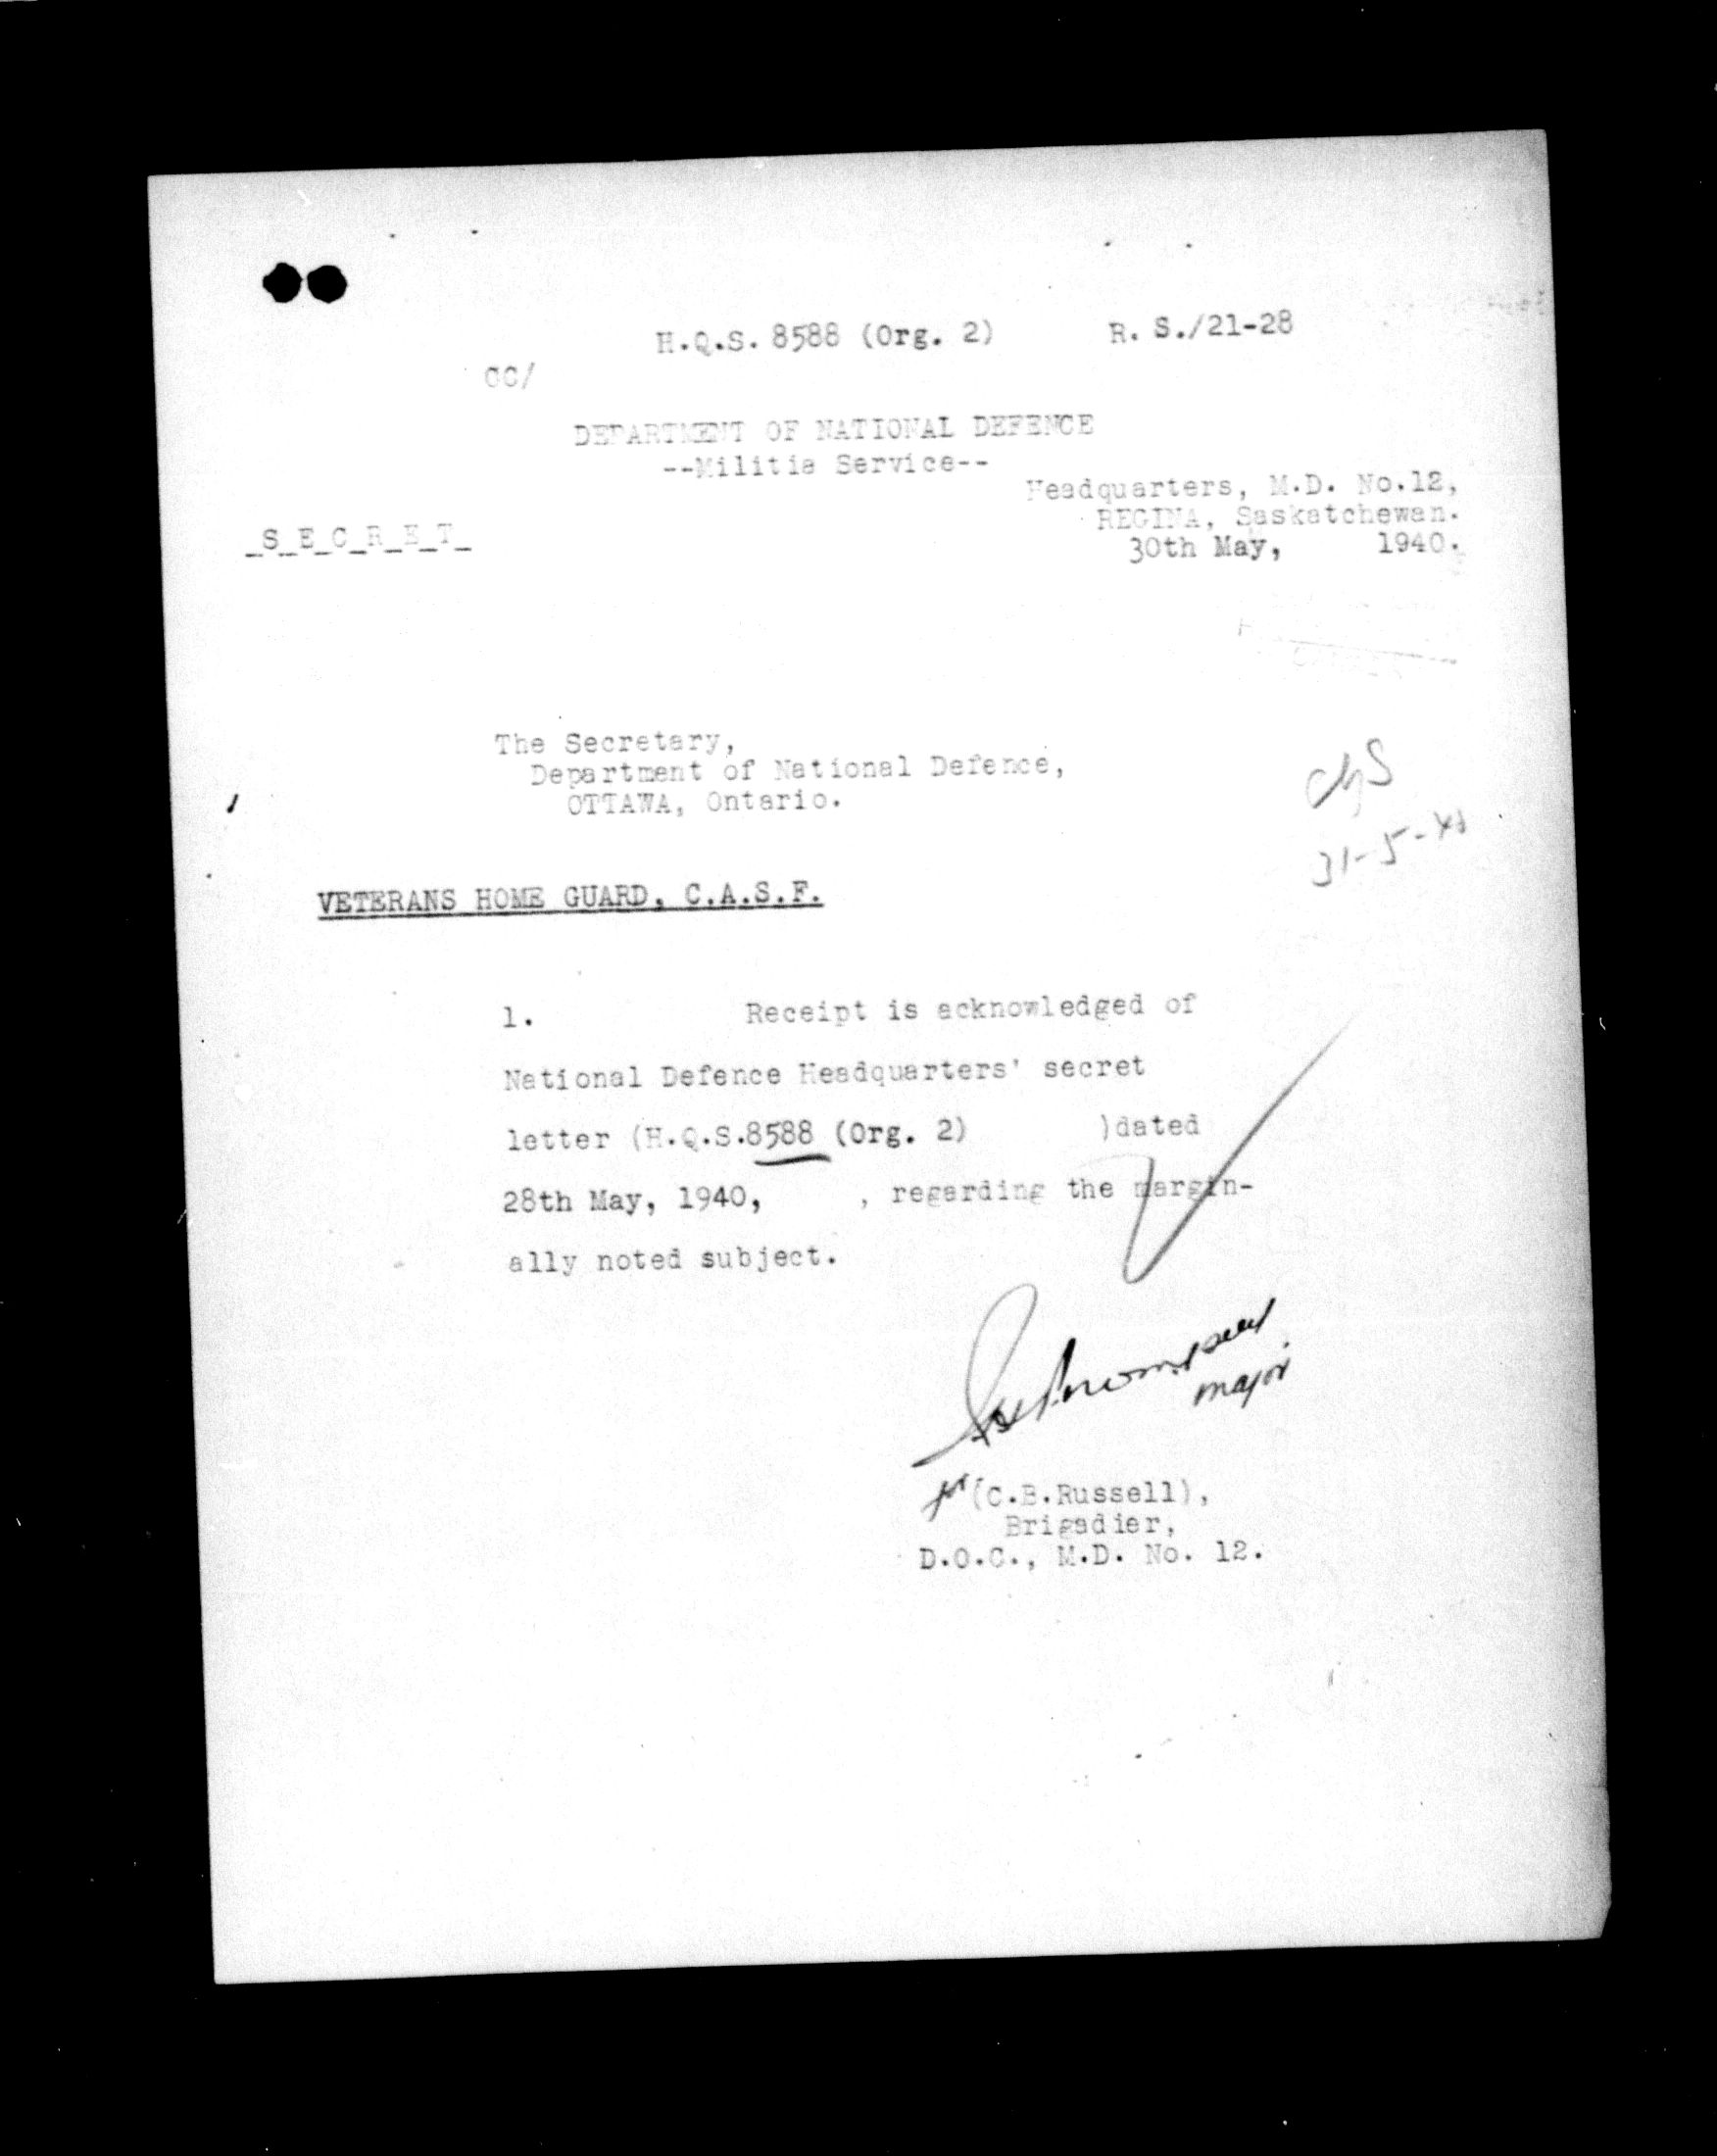 H.Q.S. 8588 (Org. 2) R. S./21-28
CC/
DEPARTMENT OF NATIONAL DEFENCE
--Militia Service--
Headquarters, M.D. No.12,
REGINA, Saskatchewan.
_S_E_C_R_E_T_
30th May, 1940.
The Secretary,
Department of National Defence,
OTTAWA, Ontario.
CGS
31-5-40
VETERANS HOME GUARD, C.A.S.F.
1. Receipt is acknowledged of
National Defence Headquarters' secret
letter (H.Q.S.8588 (Org. 2) )dated
28th May, 1940, , regarding the margin-
ally noted subject.
major
for (C.B.Russell),
Brigadier,
D.O.C., M.D. No. 12.